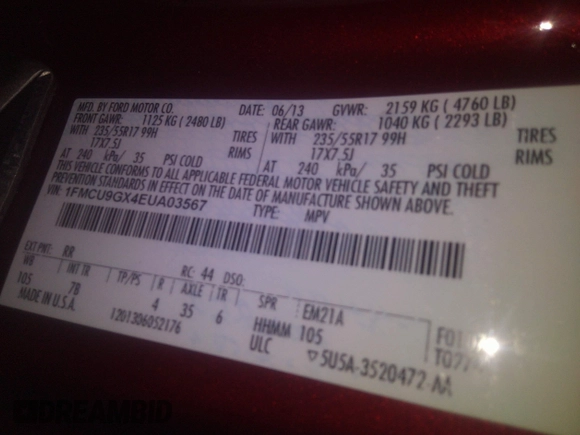 MFD. BY FORD MOTOR CO. DATE: 06/13 GVWR: 2159 KG ( 4760 LB)
FRONT GAWR: 1125 KG ( 2480 LB) REAR GAWR: 1040 KG ( 2293 LB)
WITH 235/55R17 99H TIRES WITH 235/55R17 99H TIRES
17X7.5J RIMS 17X7.5J RIMS
AT 240 kPa/ 35 PSI COLD AT 240 kPa/ 35 PSI COLD
THIS VEHICLE CONFORMS TO ALL APPLICABLE FEDERAL MOTOR VEHICLE SAFETY AND THEFT
PREVENTION STANDARDS IN EFFECT ON THE DATE OF MANUFACTURE SHOWN ABOVE.
VIN: 1FMCU9GX4EUA03567 TYPE: MPV
EXT PNT: RR RC: 44 DSO:
WB INT TR TP/PS R AXLE TR SPR EM21A
105 7B 4 35 6 HHMM 105
MADE IN U.S.A. ULC
1201306052176 5U5A-3520472-AA
DREAMBID